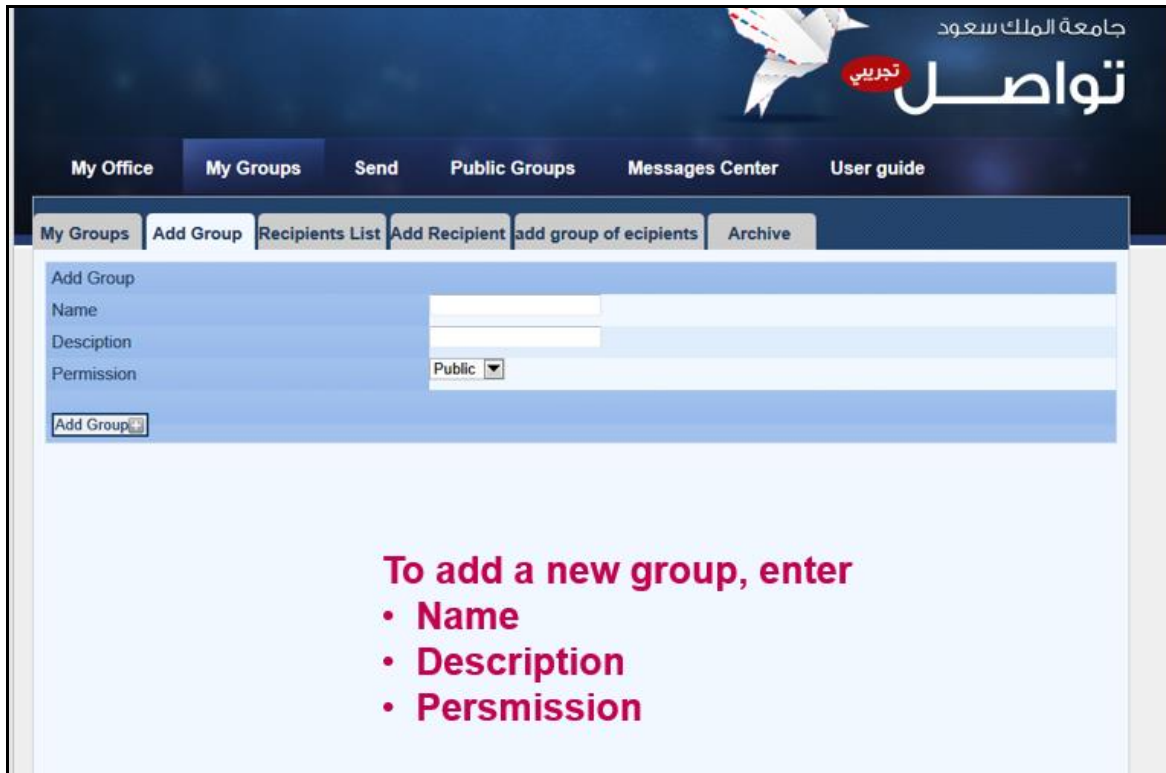 جامعة الملك سعود
تواصل تجريبي
My Office My Groups Send Public Groups Messages Center User guide
My Groups Add Group Recipients List Add Recipient add group of ecipients Archive
Add Group
Name
Desciption
Permission Public
Add Group
To add a new group, enter
• Name
• Description
• Persmission